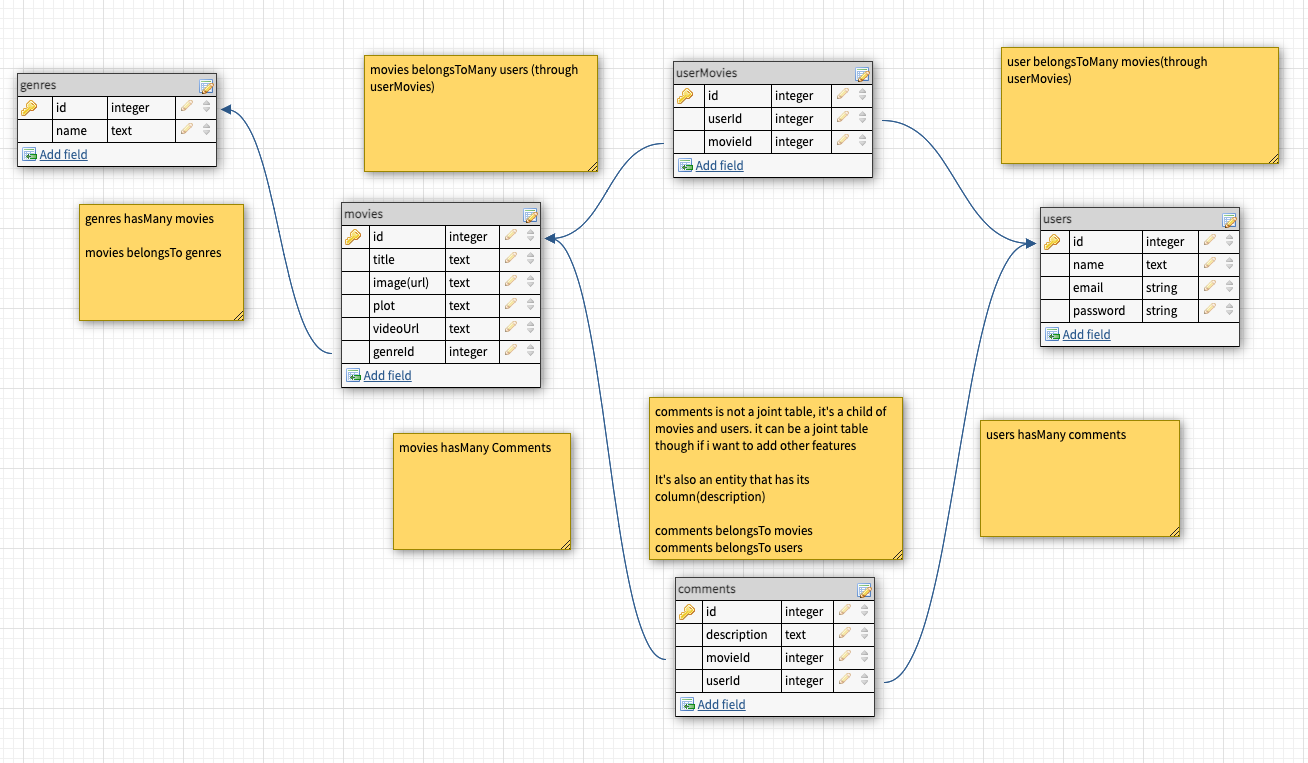 genres
id integer
name text
Add field
genres hasMany movies
movies belongsTo genres
movies belongsToMany users (through
userMovies)
movies
id integer
title text
image(url) text
plot text
videoUrl text
genreId integer
Add field
movies hasMany Comments
userMovies
id integer
userId integer
movieId integer
Add field
user belongsToMany movies(through
userMovies)
users
id integer
name text
email string
password string
Add field
users hasMany comments
comments is not a joint table, it's a child of
movies and users. it can be a joint table
though if i want to add other features
It's also an entity that has its
column(description)
comments belongsTo movies
comments belongsTo users
comments
id integer
description text
movieId integer
userId integer
Add field